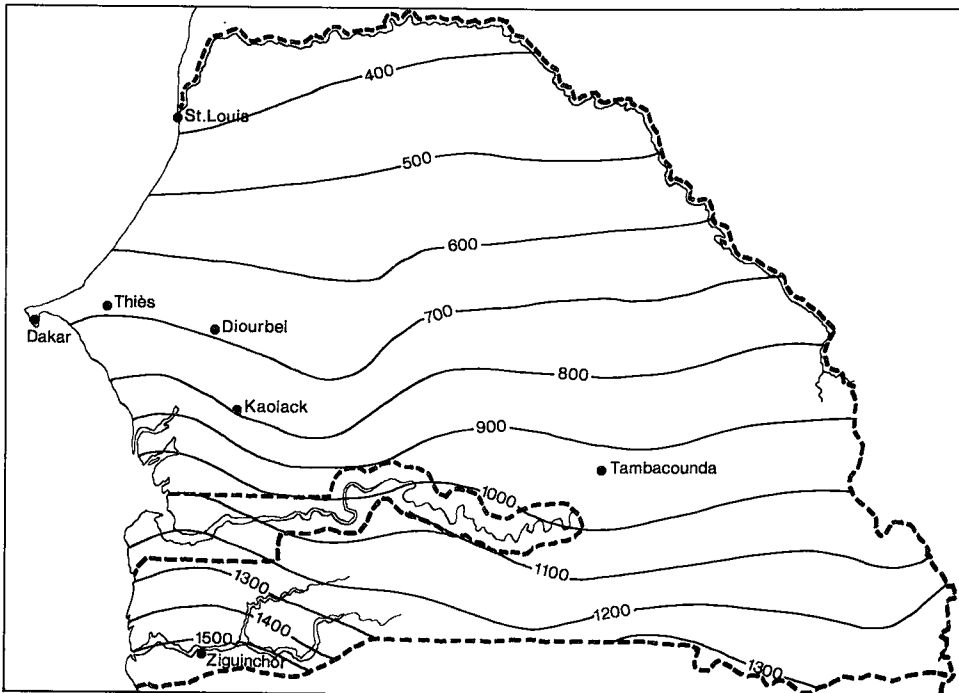 400
St.Louis
500
600
Thiès
700
Diourbel
Dakar
800
Kaolack
900
Tambacounda
1000
1100
1300
1200
1400
1500
Ziguinchor
1300